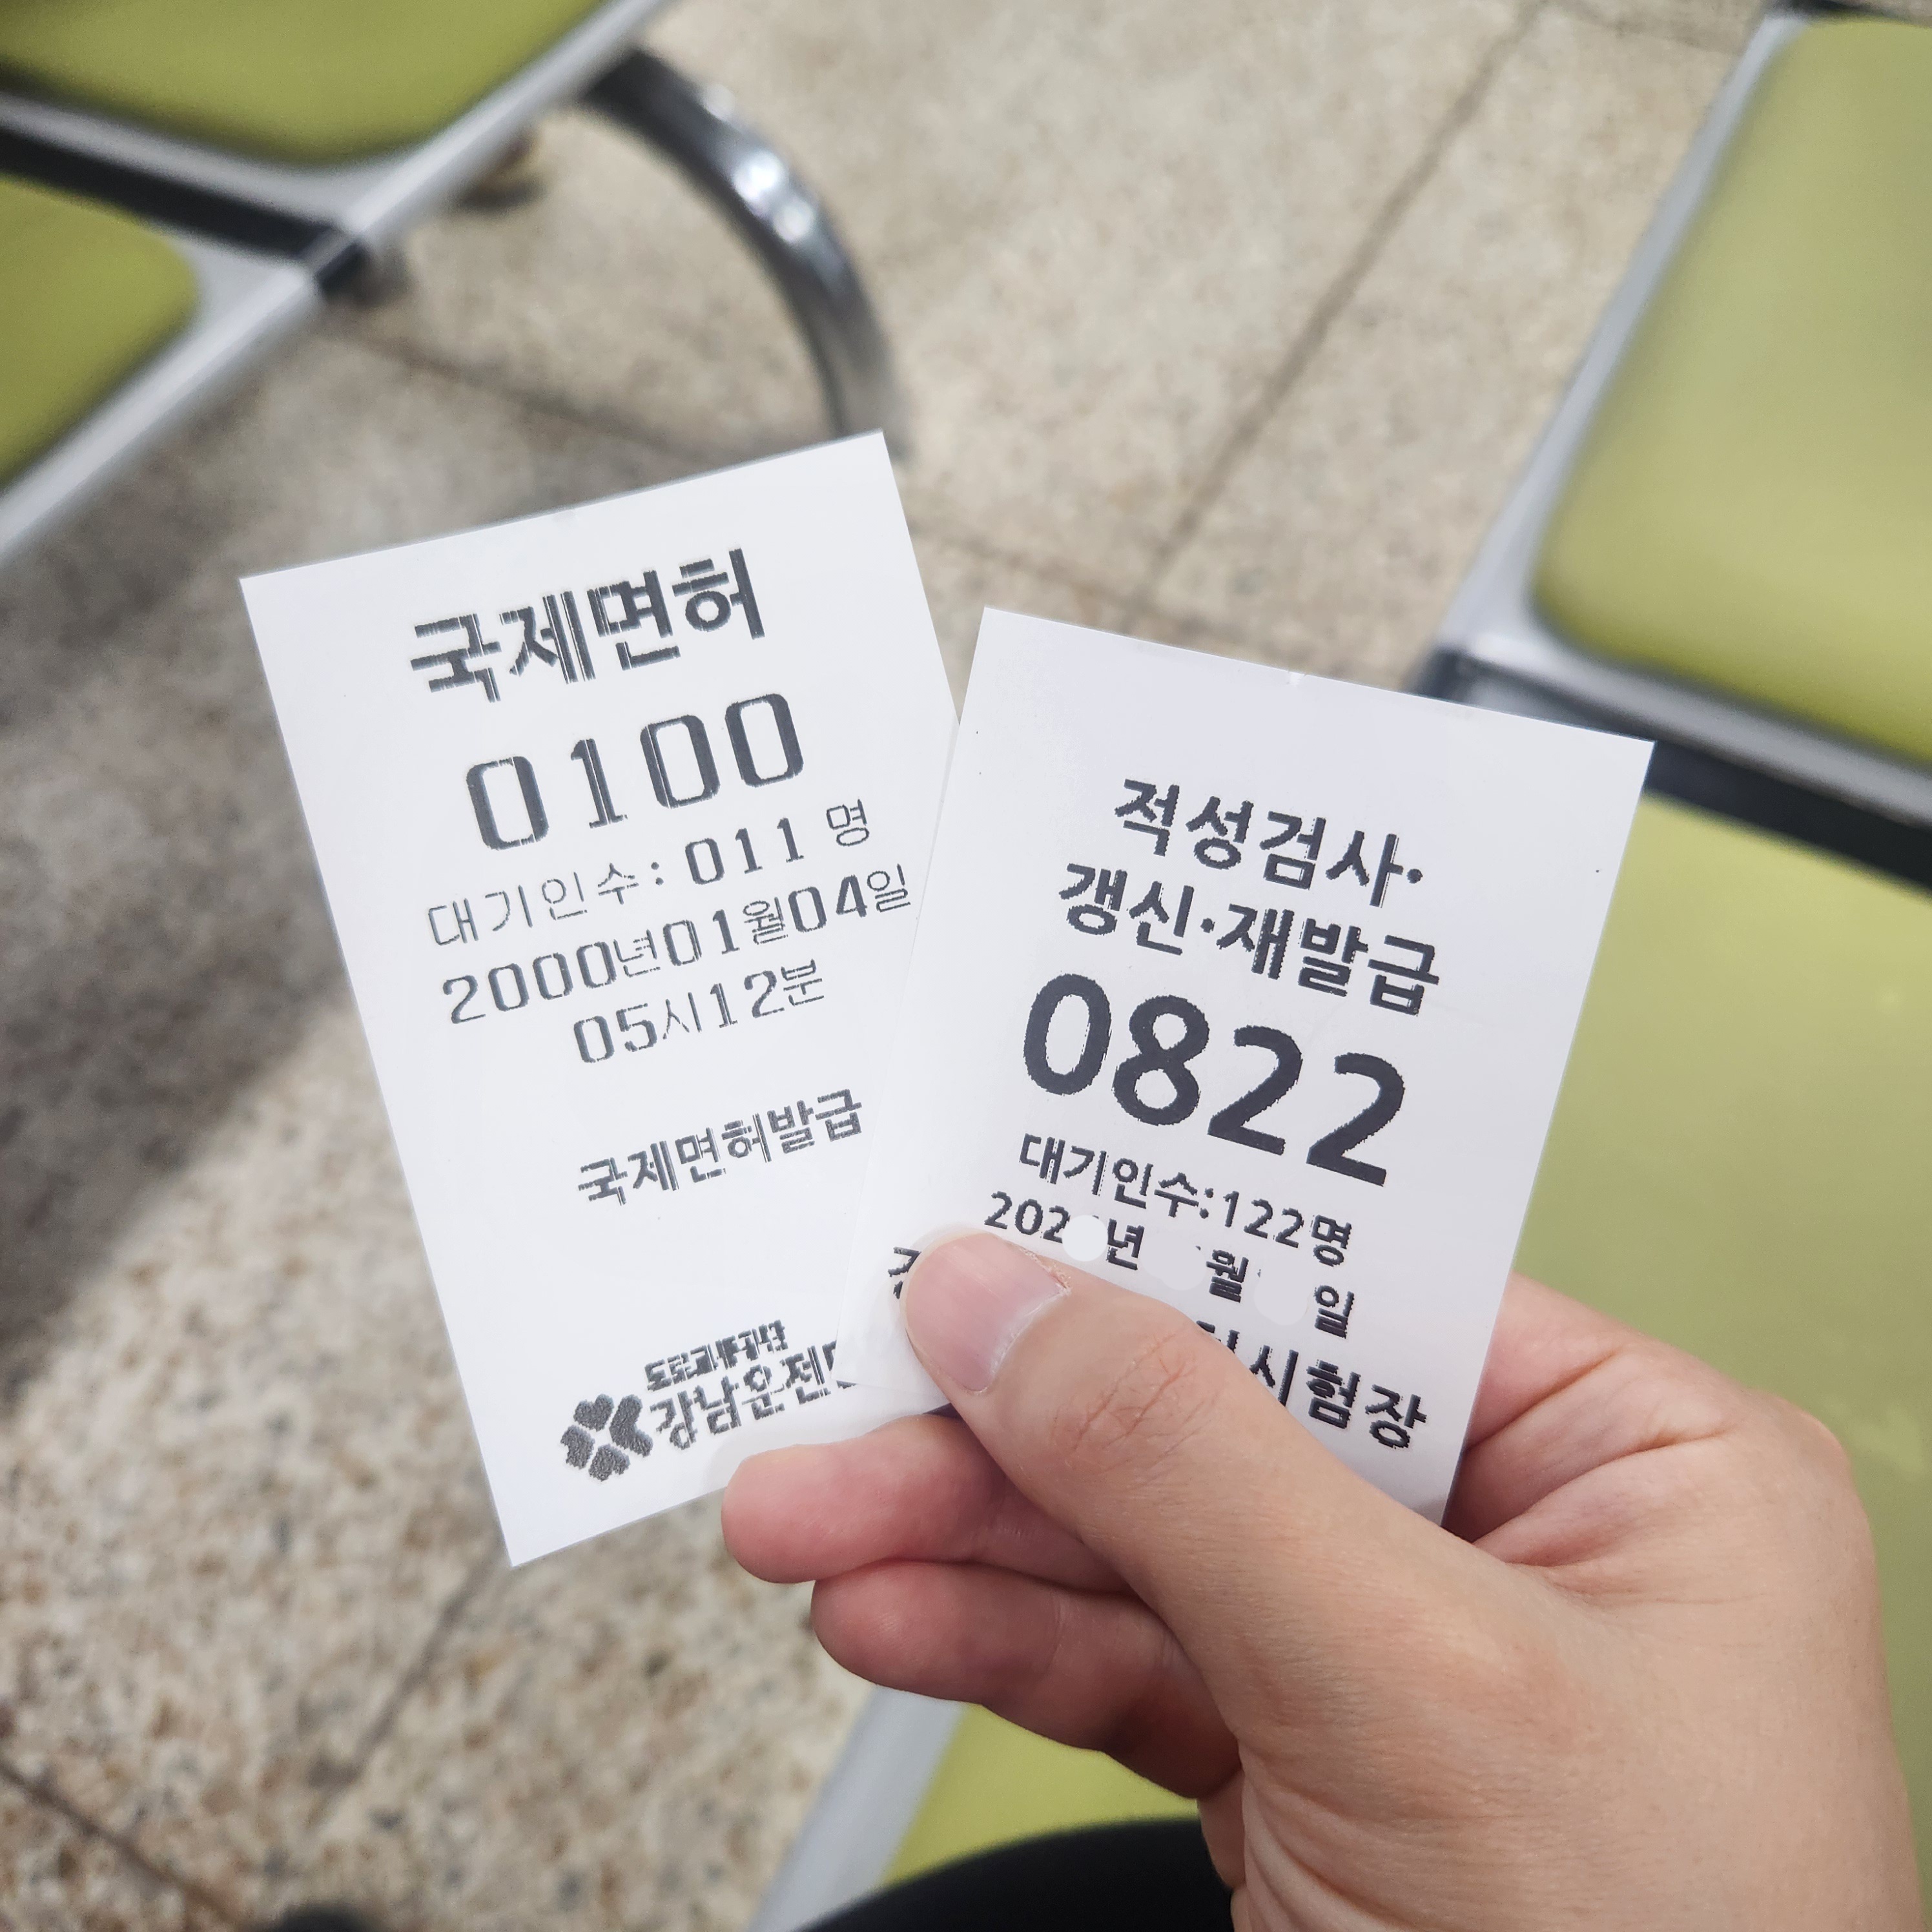 국제면허
0100
대기인수: 011 명
2000년01월04일
05시12분
국제면허발급
도로교통공단
강남운전
적성검사·
갱신·재발급
0822
대기인수:122명
202 년 월 일
시험장